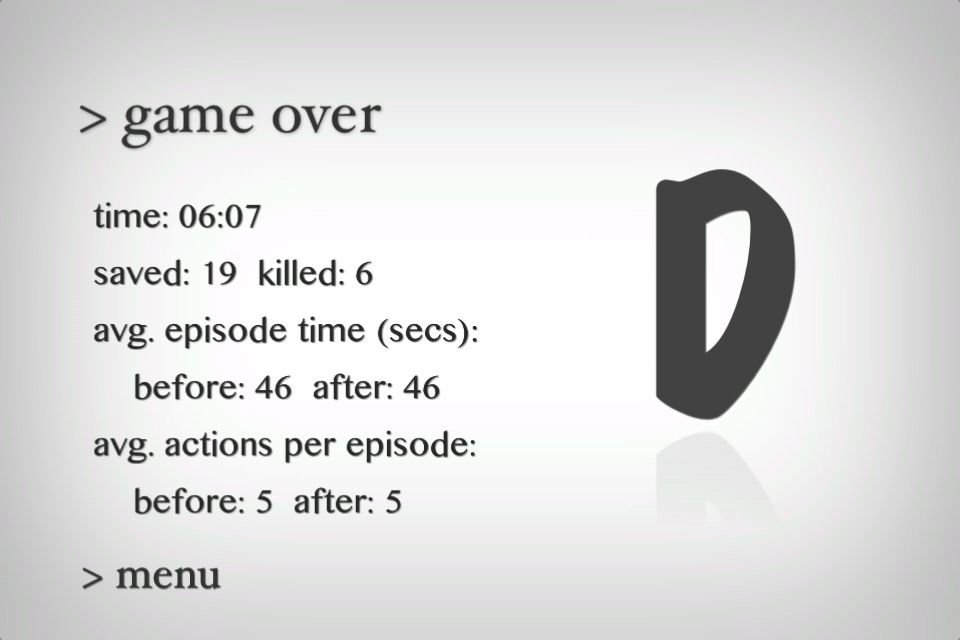 > game over
time: 06:07
saved: 19 killed: 6
avg. episode time (secs):
before: 46 after: 46
avg. actions per episode:
before: 5 after: 5
> menu
D